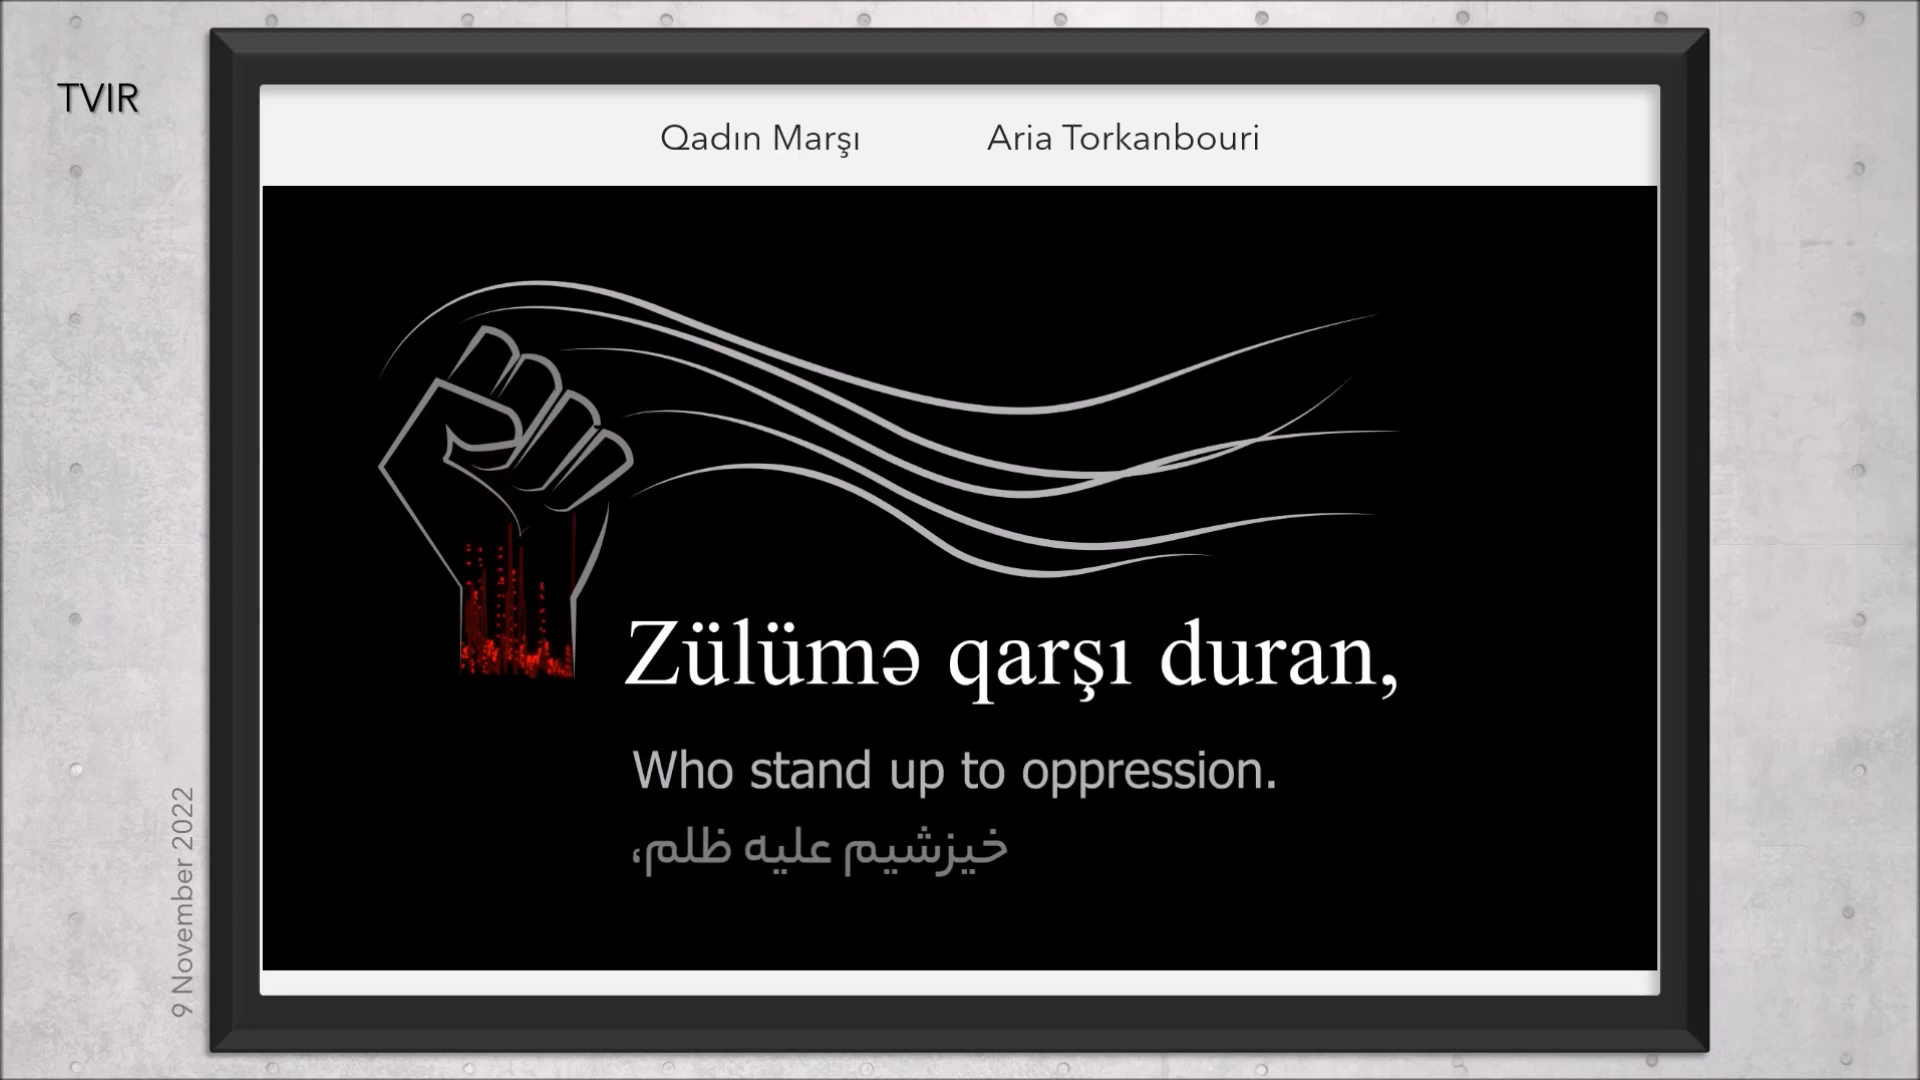 TVIR
Qadın Marşı Aria Torkanbouri
Zülümə qarşı duran,
Who stand up to oppression.
خیزشیم علیه ظلم،
9 November 2022